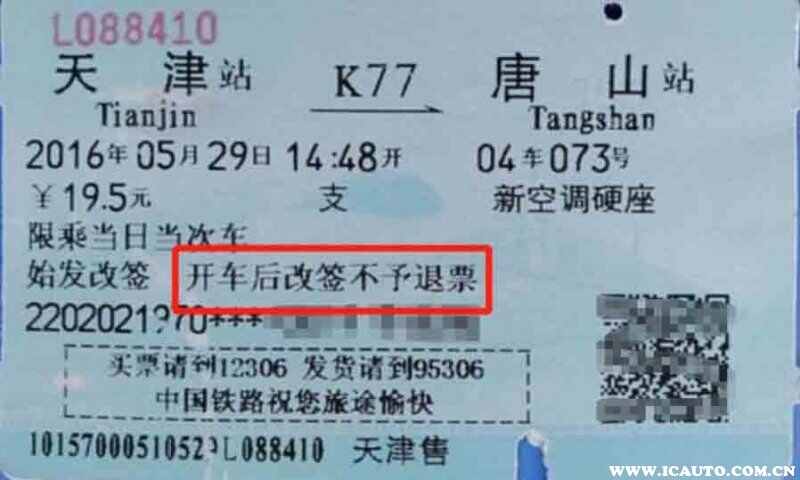 L088410
天津站 K77 唐山站
Tianjin Tangshan
2016年05月29日 14:48开 04车073号
￥19.5元 支 新空调硬座
限乘当日当次车
始发改签 开车后改签不予退票
2202021970***
买票请到12306 发货请到95306
中国铁路祝您旅途愉快
10157000510529L088410 天津售
WWW.ICAUTO.COM.CN